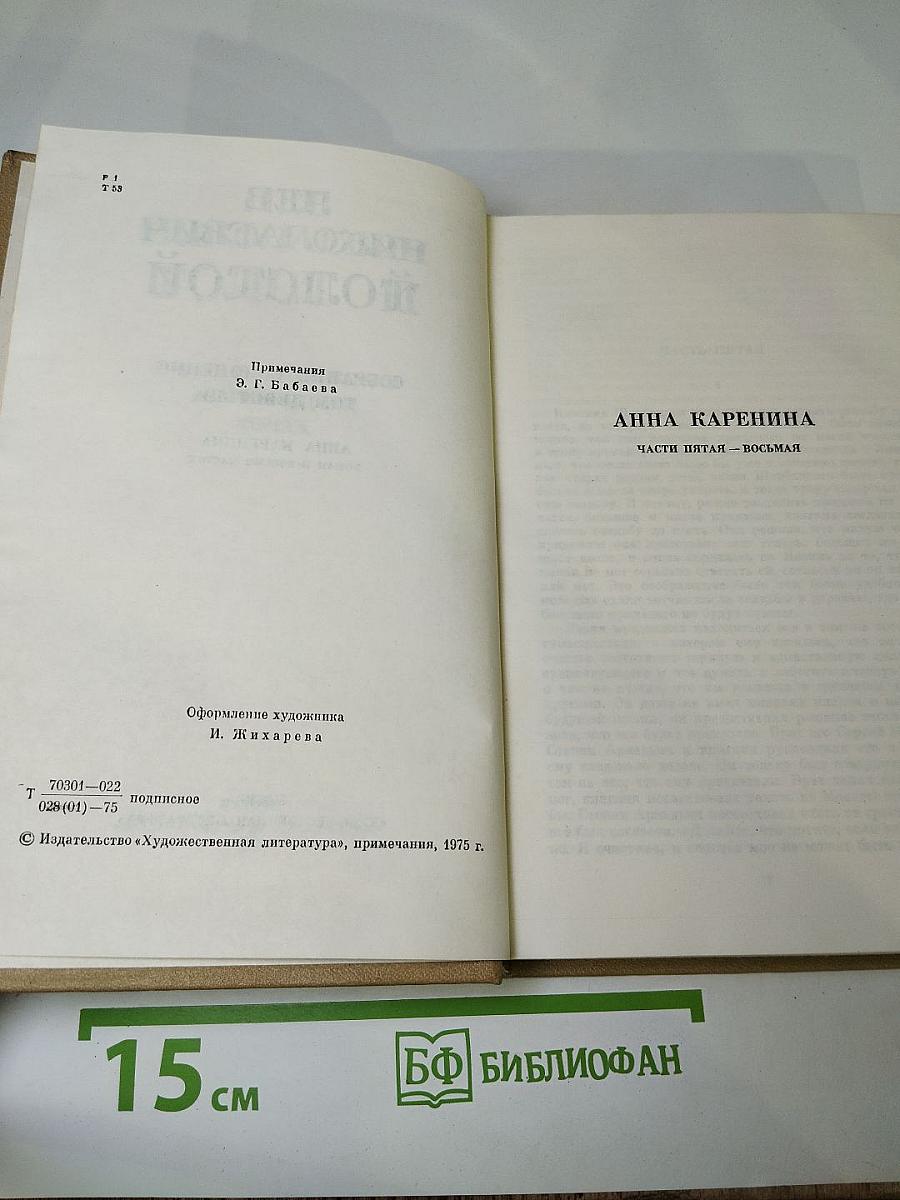 Р 1
Т 53
Примечания
Э. Г. Бабаева
Оформление художника
И. Жихарева
Т 70301—022
028(01)—75 подписное
© Издательство «Художественная литература», примечания, 1975 г.
АННА КАРЕНИНА
ЧАСТИ ПЯТАЯ — ВОСЬМАЯ
15 см
БФ БИБЛИОФАН